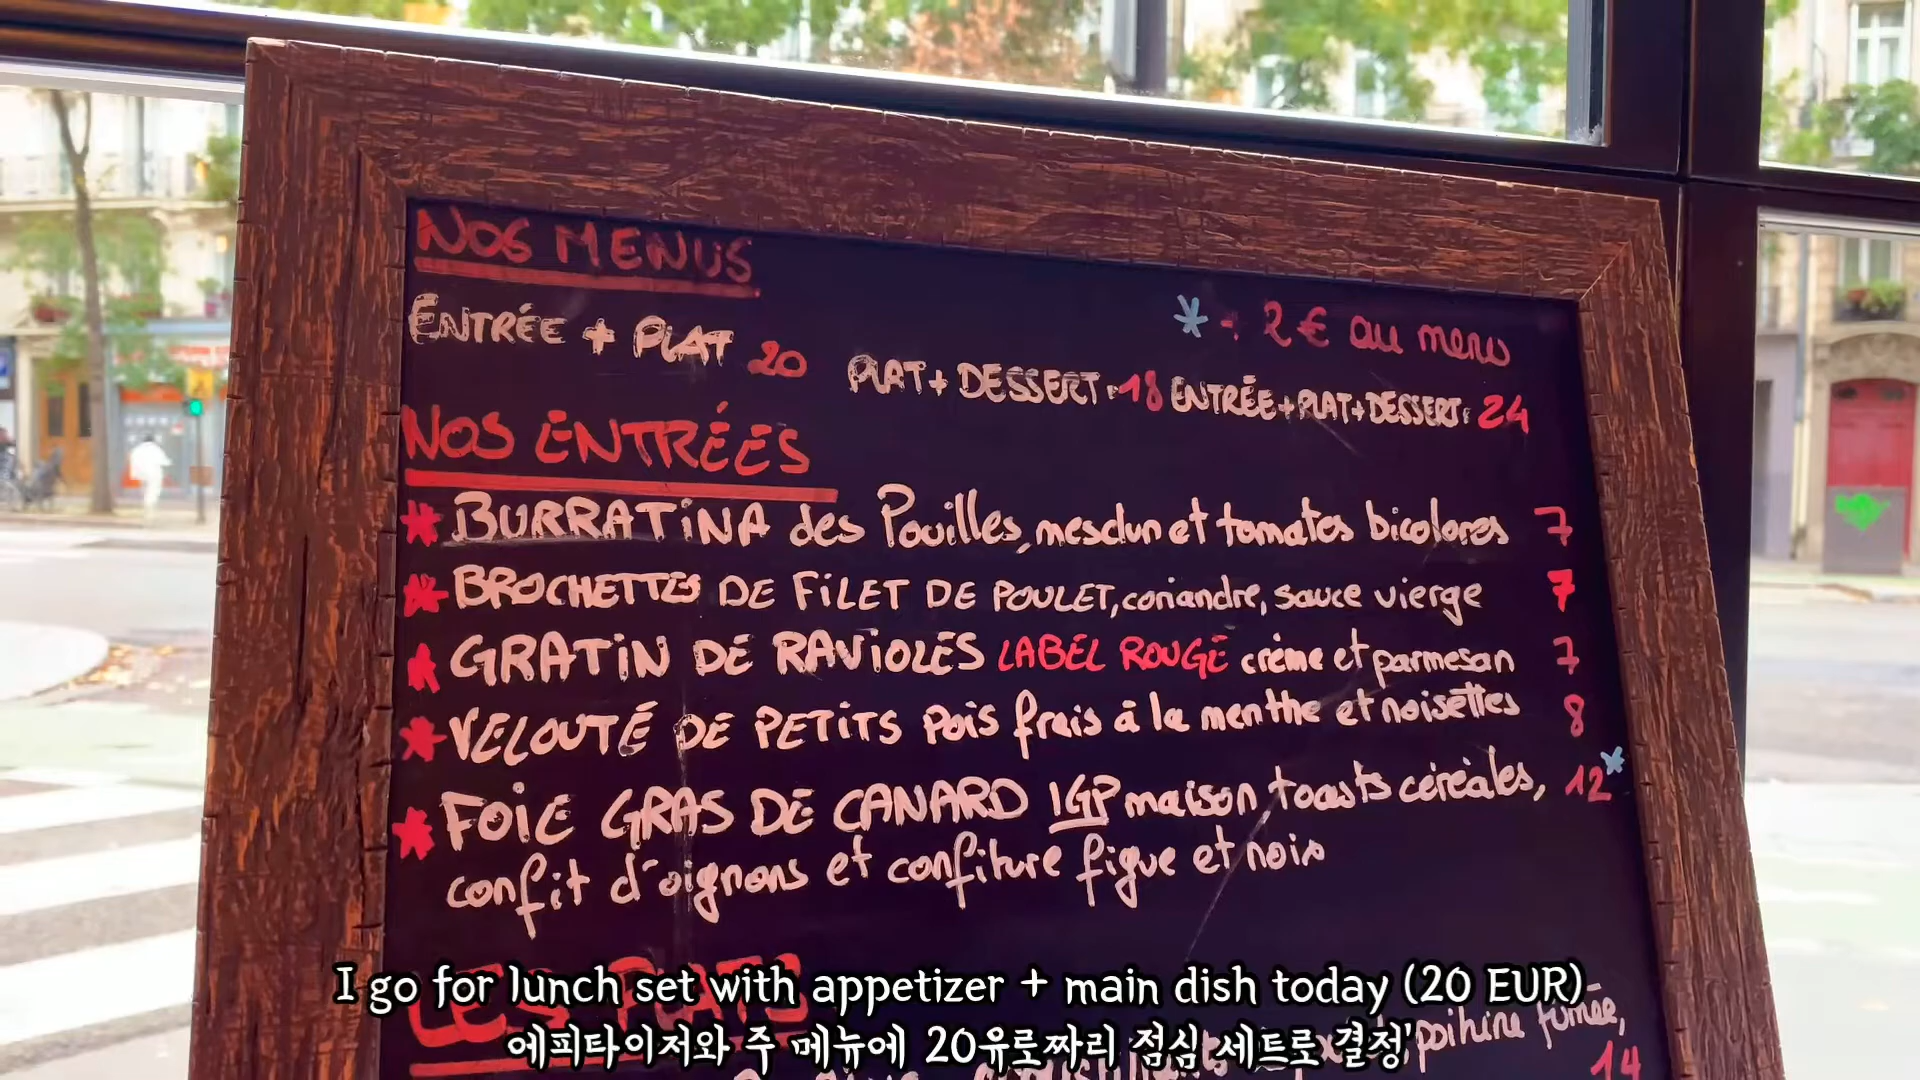 NOS MENUS
ENTRÉE + PLAT 20
* + 2 € au menu
PLAT + DESSERT : 18 ENTRÉE + PLAT + DESSERT : 24
NOS ENTRÉES
* BURRATINA des Pouilles, mesclun et tomates bicolores 7
* BROCHETTES DE FILET DE POULET, coriandre, sauce vierge 7
* GRATIN DE RAVIOLES LABEL ROUGE crème et parmesan 7
* VELOUTÉ DE PETITS Pois frais à la menthe et noisettes 8
* FOIE GRAS DE CANARD IGP maison toasts céréales, 12*
confit d'oignons et confiture figue et noix
LES PLATS
poitrine fumée,
14
I go for lunch set with appetizer + main dish today (20 EUR)
에피타이저와 주 메뉴에 20유로짜리 점심 세트로 결정